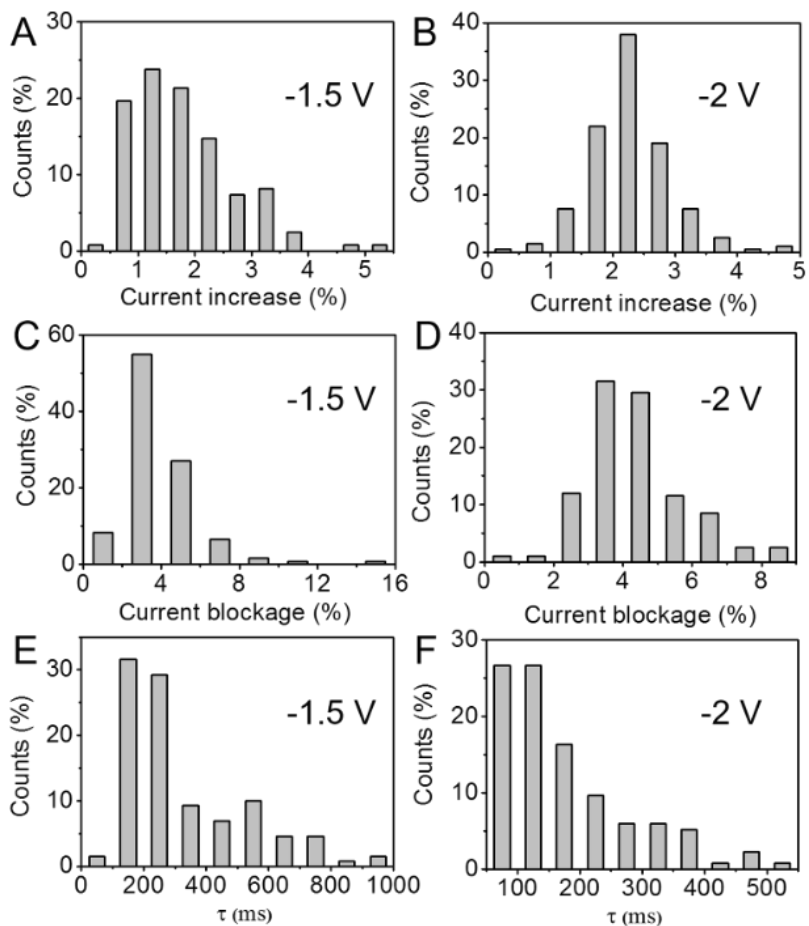 A
-1.5 V
Counts (%)
30
20
10
0
0 1 2 3 4 5
Current increase (%)
B
-2 V
Counts (%)
40
30
20
10
0
0 1 2 3 4 5
Current increase (%)
C
-1.5 V
Counts (%)
60
40
20
0
4 8 12 16
Current blockage (%)
D
-2 V
Counts (%)
40
30
20
10
0
0 2 4 6 8
Current blockage (%)
E
-1.5 V
Counts (%)
30
20
10
0
200 400 600 800 1000
τ (ms)
F
-2 V
Counts (%)
30
20
10
0
100 200 300 400 500
τ (ms)